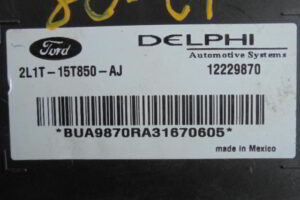 Ford
DELPHI
Automotive Systems
2L1T-15T850-AJ
12229870
*BUA9870RA31670605*
made in Mexico